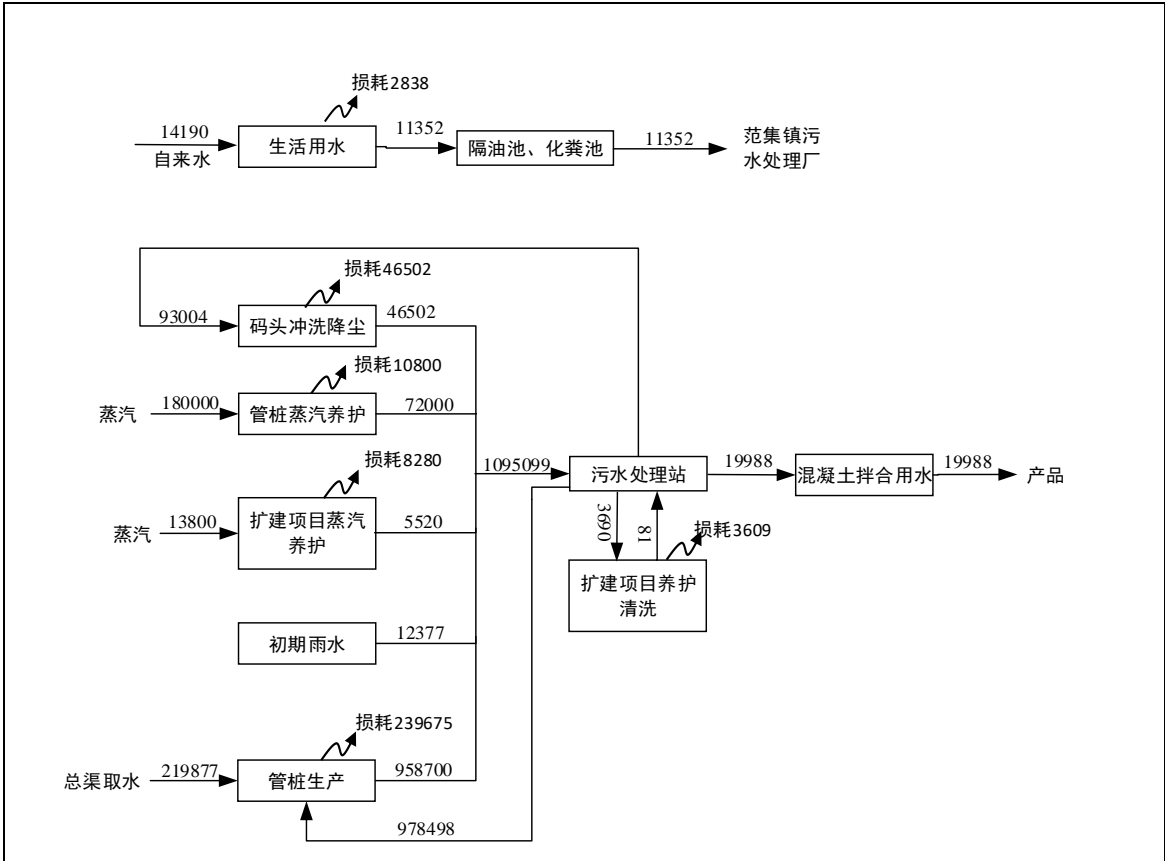 损耗2838
14190
自来水
生活用水
11352
隔油池、化粪池
11352
范集镇污
水处理厂
损耗46502
93004
码头冲洗降尘
46502
损耗10800
蒸汽
180000
管桩蒸汽养护
72000
损耗8280
蒸汽
13800
扩建项目蒸汽
养护
5520
1095099
污水处理站
19988
混凝土拌合用水
19988
产品
3690
81
损耗3609
扩建项目养护
清洗
初期雨水
12377
损耗239675
总渠取水
219877
管桩生产
958700
978498